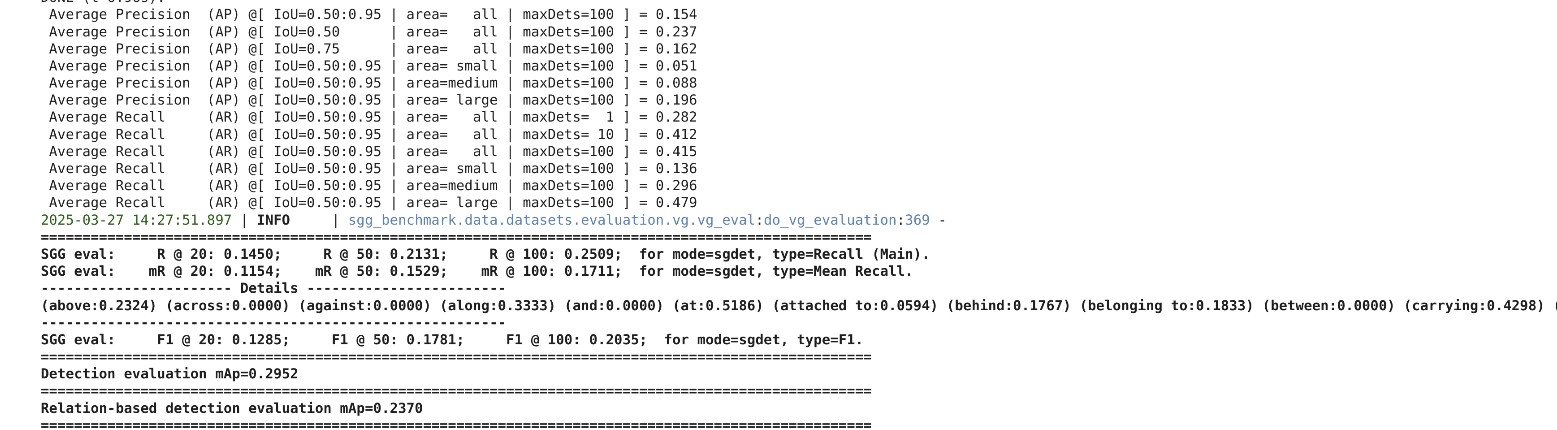 Average Precision  (AP) @[ IoU=0.50:0.95 | area=   all | maxDets=100 ] = 0.154
Average Precision  (AP) @[ IoU=0.50      | area=   all | maxDets=100 ] = 0.237
Average Precision  (AP) @[ IoU=0.75      | area=   all | maxDets=100 ] = 0.162
Average Precision  (AP) @[ IoU=0.50:0.95 | area= small | maxDets=100 ] = 0.051
Average Precision  (AP) @[ IoU=0.50:0.95 | area=medium | maxDets=100 ] = 0.088
Average Precision  (AP) @[ IoU=0.50:0.95 | area= large | maxDets=100 ] = 0.196
Average Recall     (AR) @[ IoU=0.50:0.95 | area=   all | maxDets=  1 ] = 0.282
Average Recall     (AR) @[ IoU=0.50:0.95 | area=   all | maxDets= 10 ] = 0.412
Average Recall     (AR) @[ IoU=0.50:0.95 | area=   all | maxDets=100 ] = 0.415
Average Recall     (AR) @[ IoU=0.50:0.95 | area= small | maxDets=100 ] = 0.136
Average Recall     (AR) @[ IoU=0.50:0.95 | area=medium | maxDets=100 ] = 0.296
Average Recall     (AR) @[ IoU=0.50:0.95 | area= large | maxDets=100 ] = 0.479
2025-03-27 14:27:51.897 | INFO     | sgg_benchmark.data.datasets.evaluation.vg.vg_eval:do_vg_evaluation:369 -
====================================================================================================
SGG eval:     R @ 20: 0.1450;     R @ 50: 0.2131;     R @ 100: 0.2509;  for mode=sgdet, type=Recall (Main).
SGG eval:    mR @ 20: 0.1154;    mR @ 50: 0.1529;    mR @ 100: 0.1711;  for mode=sgdet, type=Mean Recall.
----------------------- Details ------------------------
(above:0.2324) (across:0.0000) (against:0.0000) (along:0.3333) (and:0.0000) (at:0.5186) (attached to:0.0594) (behind:0.1767) (belonging to:0.1833) (between:0.0000) (carrying:0.4298)
--------------------------------------------------------
SGG eval:     F1 @ 20: 0.1285;     F1 @ 50: 0.1781;     F1 @ 100: 0.2035;  for mode=sgdet, type=F1.
====================================================================================================
Detection evaluation mAp=0.2952
====================================================================================================
Relation-based detection evaluation mAp=0.2370
====================================================================================================